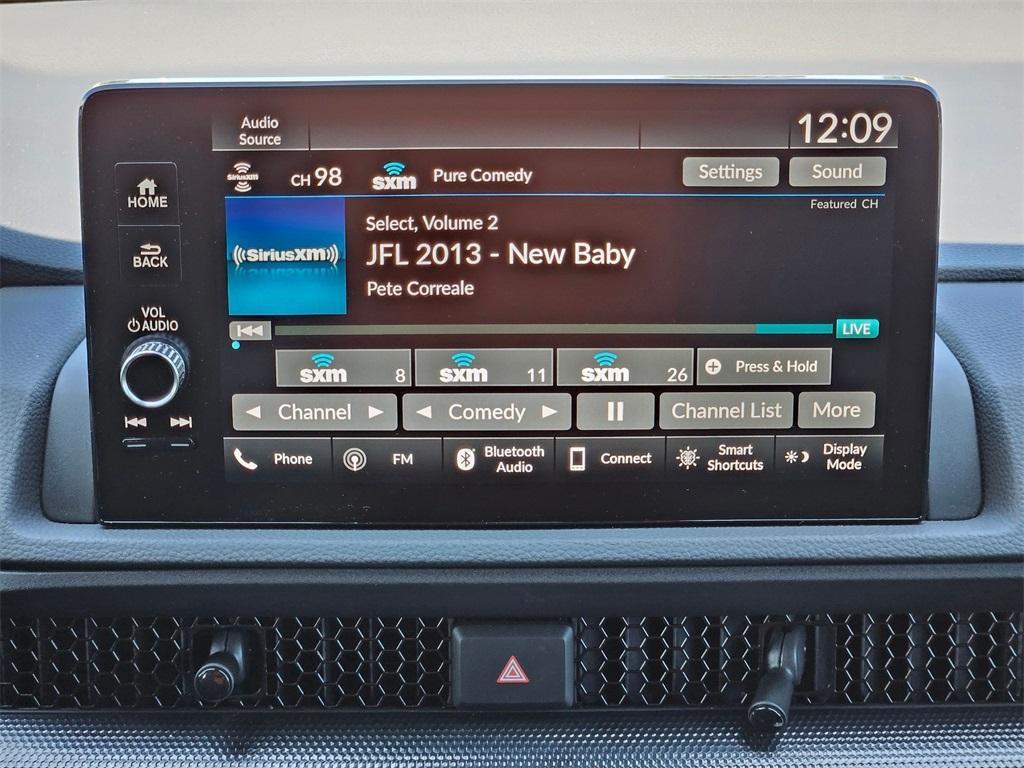 Audio
Source
12:09
SiriusXM
CH 98
sxm
Pure Comedy
Settings
Sound
Featured CH
HOME
BACK
VOL
AUDIO
((SiriusXM))
Select, Volume 2
JFL 2013 - New Baby
Pete Correale
LIVE
sxm 8
sxm 11
sxm 26
Press & Hold
Channel
Comedy
Channel List
More
Phone
FM
Bluetooth
Audio
Connect
Smart
Shortcuts
Display
Mode